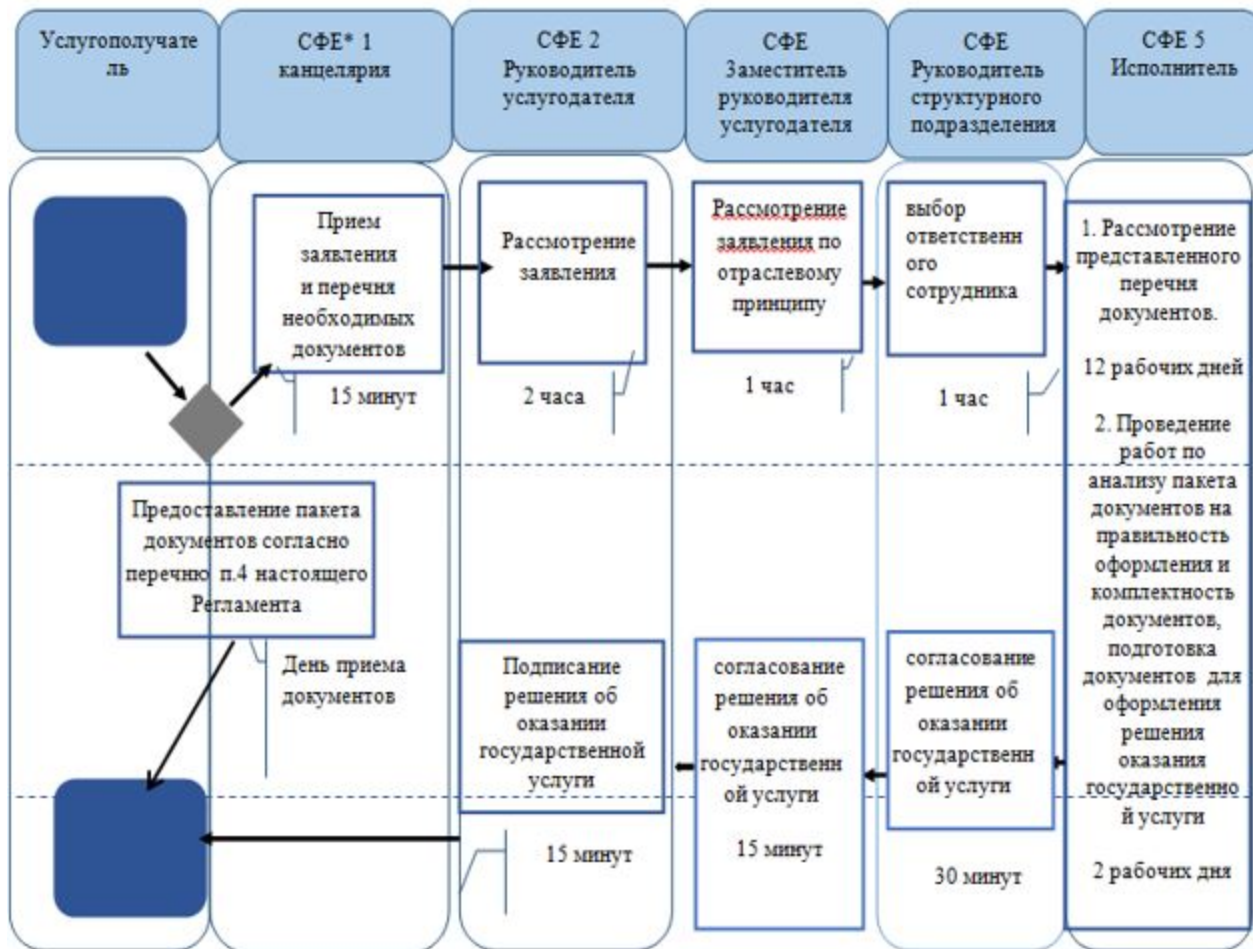 Услугополучате
ль
СФЕ* 1
канцелярия
СФЕ 2
Руководитель
услугодателя
СФЕ
Заместитель
руководителя
услугодателя
СФЕ
Руководитель
структурного
подразделения
СФЕ 5
Исполнитель
Прием
заявления
и перечня
необходимых
документов
15 минут
Рассмотрение
заявления
2 часа
Рассмотрение
заявления по
отраслевому
принципу
1 час
выбор
ответственн
ого
сотрудника
1 час
1. Рассмотрение
представленного
перечня
документов.
12 рабочих дней
2. Проведение
работ по
анализу пакета
документов на
правильность
оформления и
комплектность
документов,
подготовка
документов для
оформления
решения
оказания
государственно
й услуги
2 рабочих дня
Предоставление пакета
документов согласно
перечню п.4 настоящего
Регламента
День приема
документов
Подписание
решения об
оказании
государственной
услуги
15 минут
согласование
решения об
оказании
государственн
ой услуги
15 минут
согласование
решения об
оказании
государственн
ой услуги
30 минут